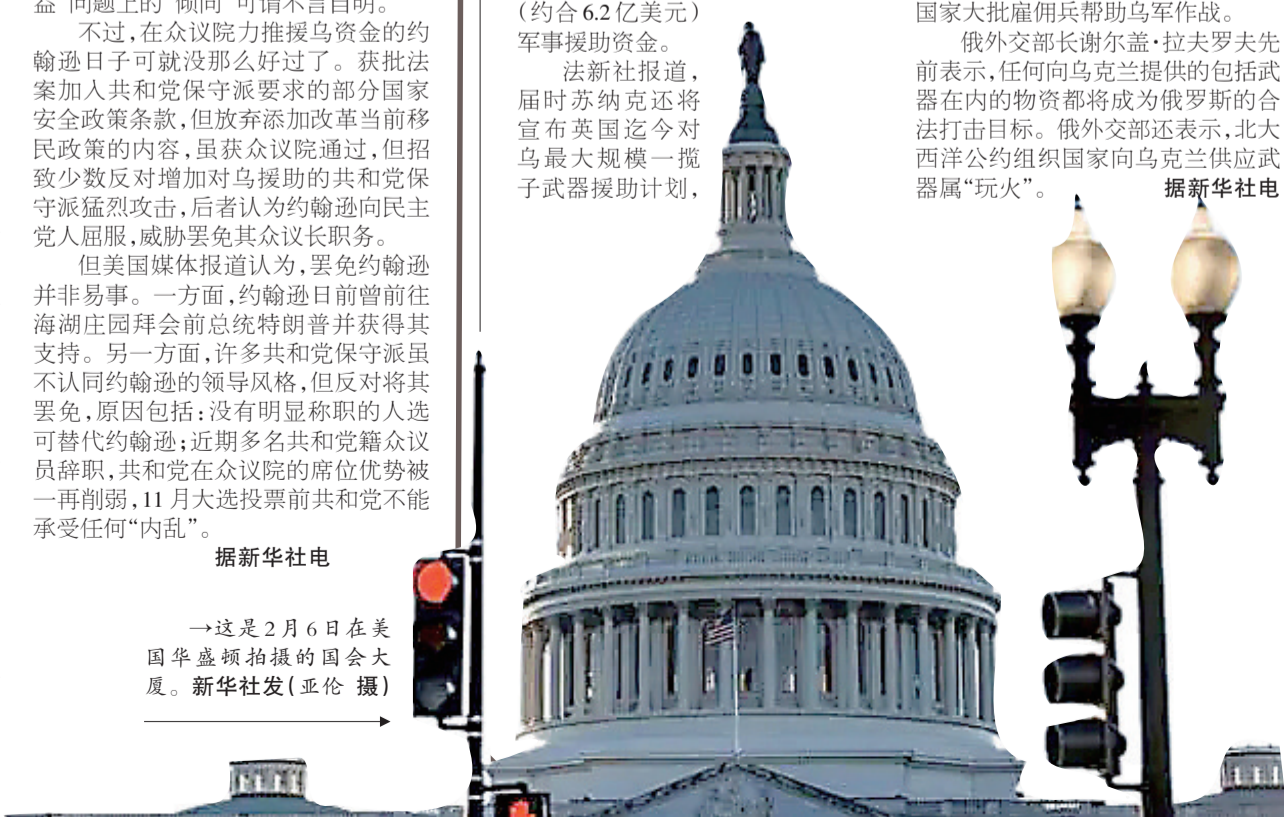 益”问题上的“倾向”可谓不言自明。
不过,在众议院力推援乌资金的约
翰逊日子可就没那么好过了。获批法
案加入共和党保守派要求的部分国家
安全政策条款,但放弃添加改革当前移
民政策的内容,虽获众议院通过,但招
致少数反对增加对乌援助的共和党保
守派猛烈攻击,后者认为约翰逊向民主
党人屈服,威胁罢免其众议长职务。
但美国媒体报道认为,罢免约翰逊
并非易事。一方面,约翰逊日前曾前往
海湖庄园拜会前总统特朗普并获得其
支持。另一方面,许多共和党保守派虽
不认同约翰逊的领导风格,但反对将其
罢免,原因包括:没有明显称职的人选
可替代约翰逊;近期多名共和党籍众议
员辞职,共和党在众议院的席位优势被
一再削弱,11月大选投票前共和党不能
承受任何“内乱”。
据新华社电
→这是2月6日在美
国华盛顿拍摄的国会大
厦。新华社发(亚伦 摄)
(约合6.2亿美元)
军事援助资金。
法新社报道,
届时苏纳克还将
宣布英国迄今对
乌最大规模一揽
子武器援助计划,
国家大批雇佣兵帮助乌军作战。
俄外交部长谢尔盖·拉夫罗夫先
前表示,任何向乌克兰提供的包括武
器在内的物资都将成为俄罗斯的合
法打击目标。俄外交部还表示,北大
西洋公约组织国家向乌克兰供应武
器属“玩火”。 据新华社电